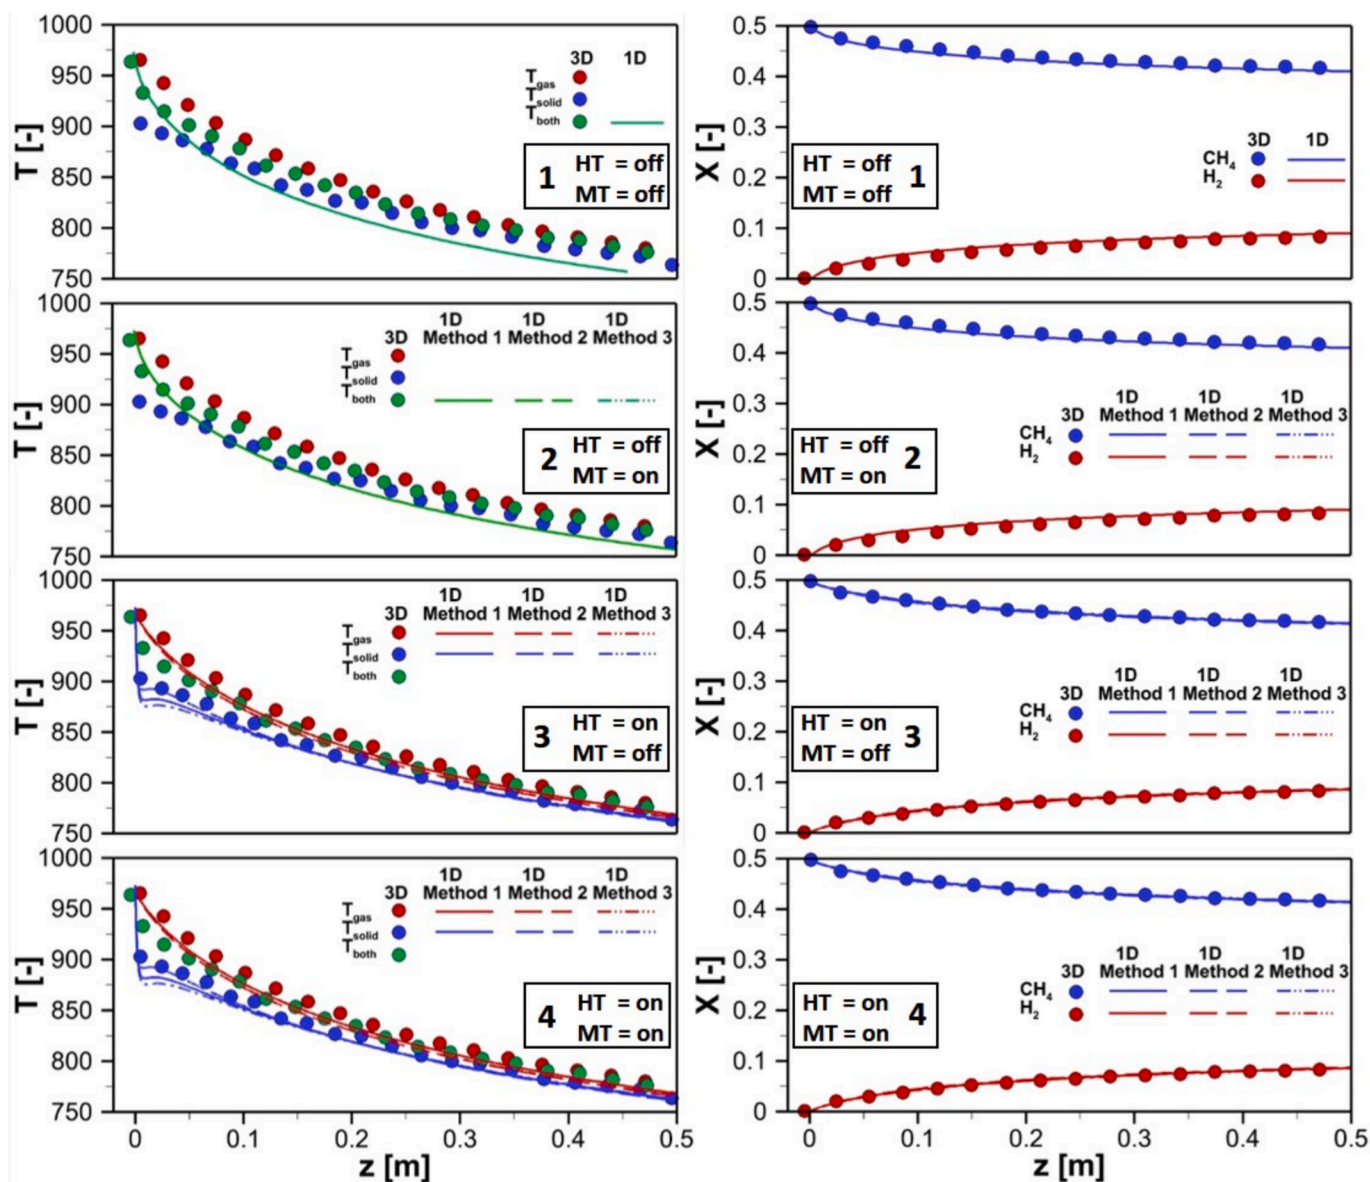 1000
950
900
850
800
750
T [-]
3D 1D
Tgas
Tsolid
Tboth
1 HT = off
MT = off
0.5
0.4
0.3
0.2
0.1
0
X [-]
3D 1D
CH4
H2
HT = off 1
MT = off
1000
950
900
850
800
750
T [-]
1D 1D 1D
3D Method 1 Method 2 Method 3
Tgas
Tsolid
Tboth
2 HT = off
MT = on
0.5
0.4
0.3
0.2
0.1
0
X [-]
1D 1D 1D
3D Method 1 Method 2 Method 3
CH4
H2
HT = off 2
MT = on
1000
950
900
850
800
750
T [-]
1D 1D 1D
3D Method 1 Method 2 Method 3
Tgas
Tsolid
Tboth
3 HT = on
MT = off
0.5
0.4
0.3
0.2
0.1
0
X [-]
1D 1D 1D
3D Method 1 Method 2 Method 3
CH4
H2
HT = on 3
MT = off
1000
950
900
850
800
750
T [-]
1D 1D 1D
3D Method 1 Method 2 Method 3
Tgas
Tsolid
Tboth
4 HT = on
MT = on
0 0.1 0.2 0.3 0.4 0.5
z [m]
0.5
0.4
0.3
0.2
0.1
0
X [-]
1D 1D 1D
3D Method 1 Method 2 Method 3
CH4
H2
HT = on 4
MT = on
0 0.1 0.2 0.3 0.4 0.5
z [m]